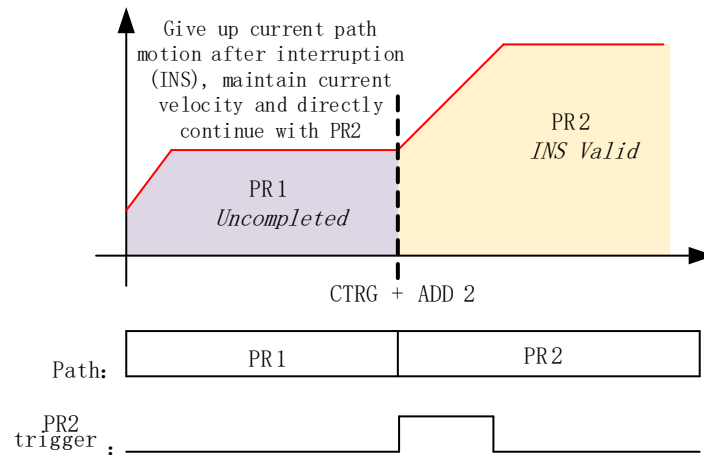 Give up current path
motion after interruption
(INS), maintain current
velocity and directly
continue with PR2
PR1
Uncompleted
PR2
INS Valid
CTRG + ADD 2
Path:
PR1
PR2
PR2
trigger :